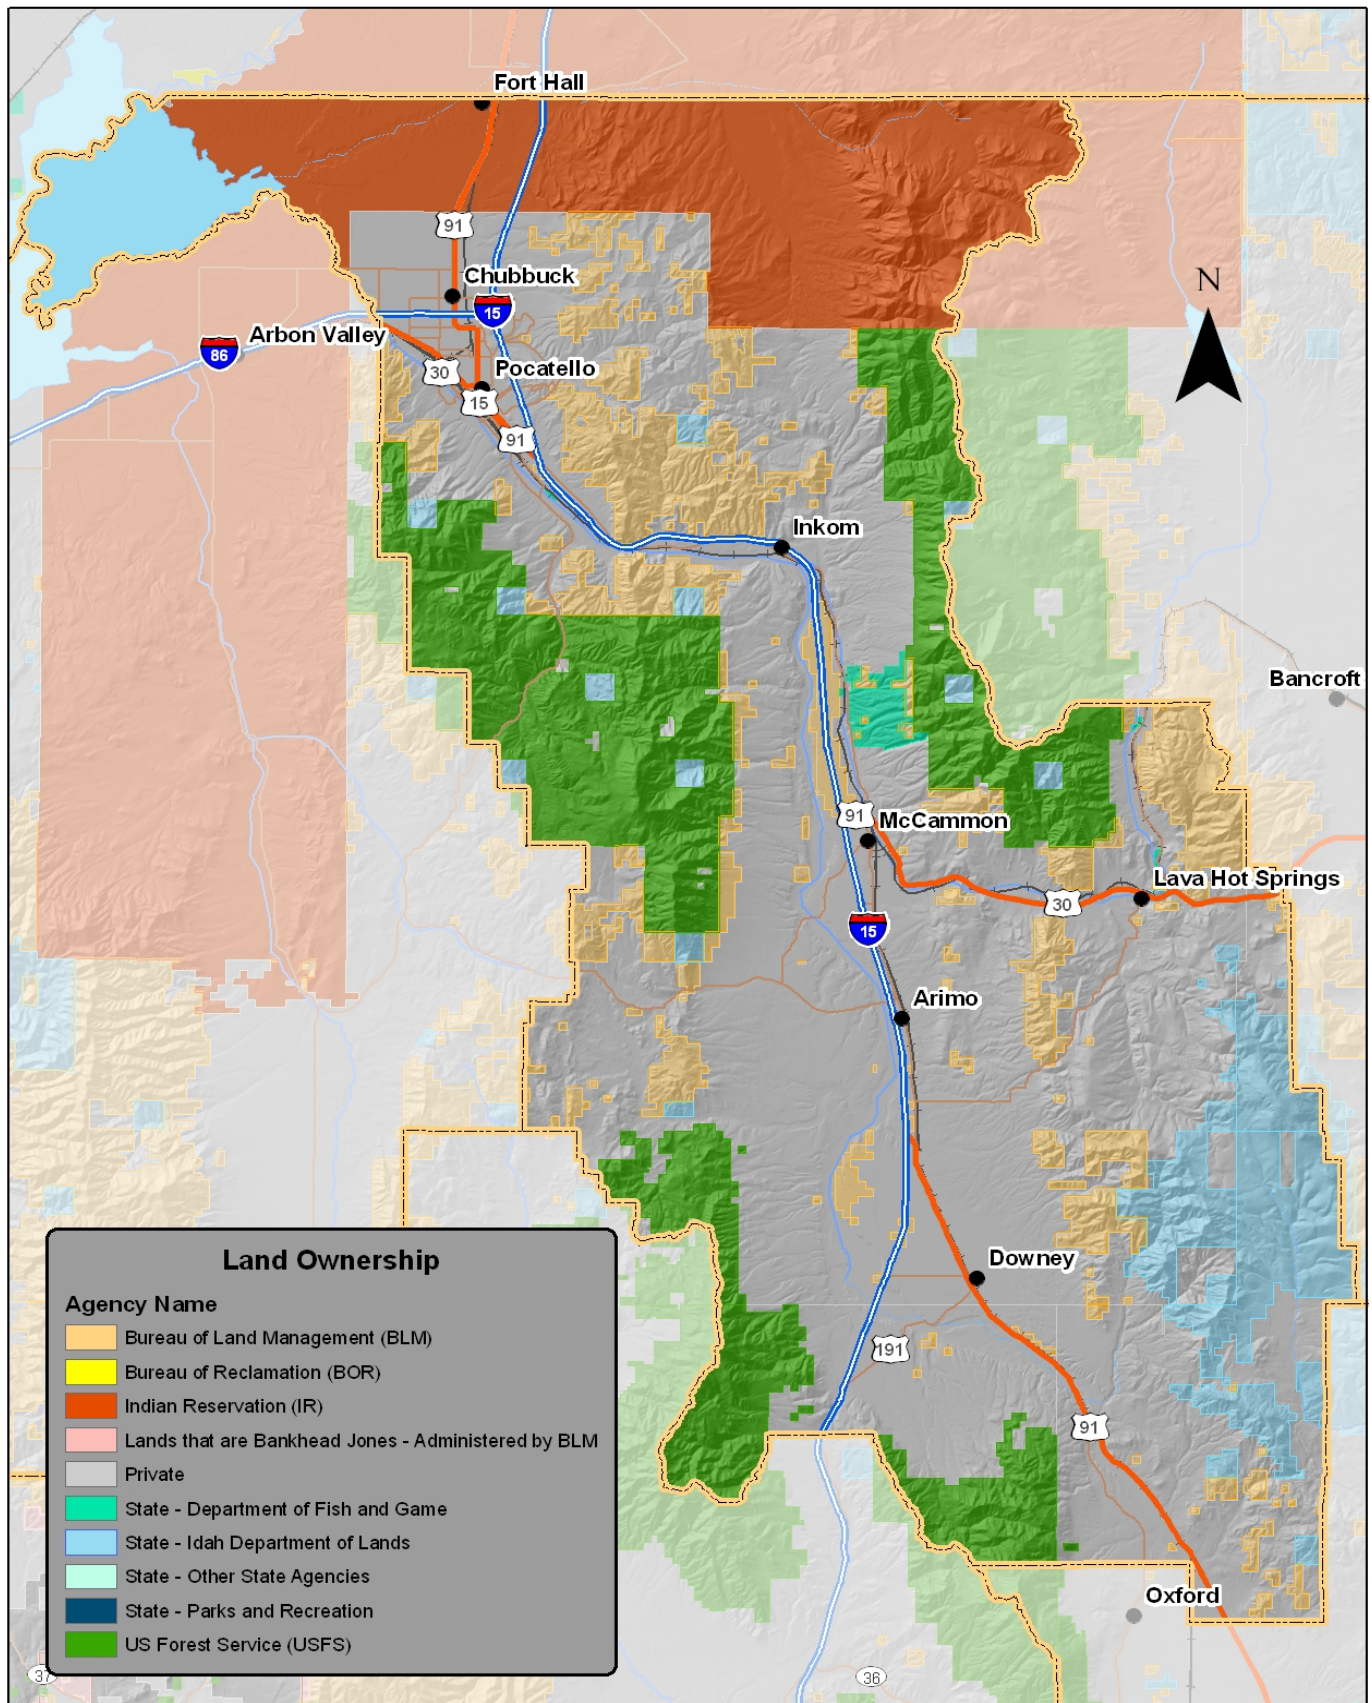 Fort Hall
91
Chubbuck
N
15
Arbon Valley
86
30
Pocatello
15
91
Inkom
Bancroft
91
McCammon
Lava Hot Springs
30
15
Arimo
Downey
191
91
Oxford
37
36
Land Ownership
Agency Name
Bureau of Land Management (BLM)
Bureau of Reclamation (BOR)
Indian Reservation (IR)
Lands that are Bankhead Jones - Administered by BLM
Private
State - Department of Fish and Game
State - Idah Department of Lands
State - Other State Agencies
State - Parks and Recreation
US Forest Service (USFS)